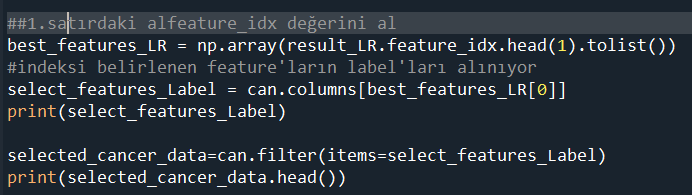 ##1.satırdaki alfeature_idx değerini al
best_features_LR = np.array(result_LR.feature_idx.head(1).tolist())
#indeksi belirlenen feature'ların label'ları alınıyor
select_features_Label = can.columns[best_features_LR[0]]
print(select_features_Label)

selected_cancer_data=can.filter(items=select_features_Label)
print(selected_cancer_data.head())